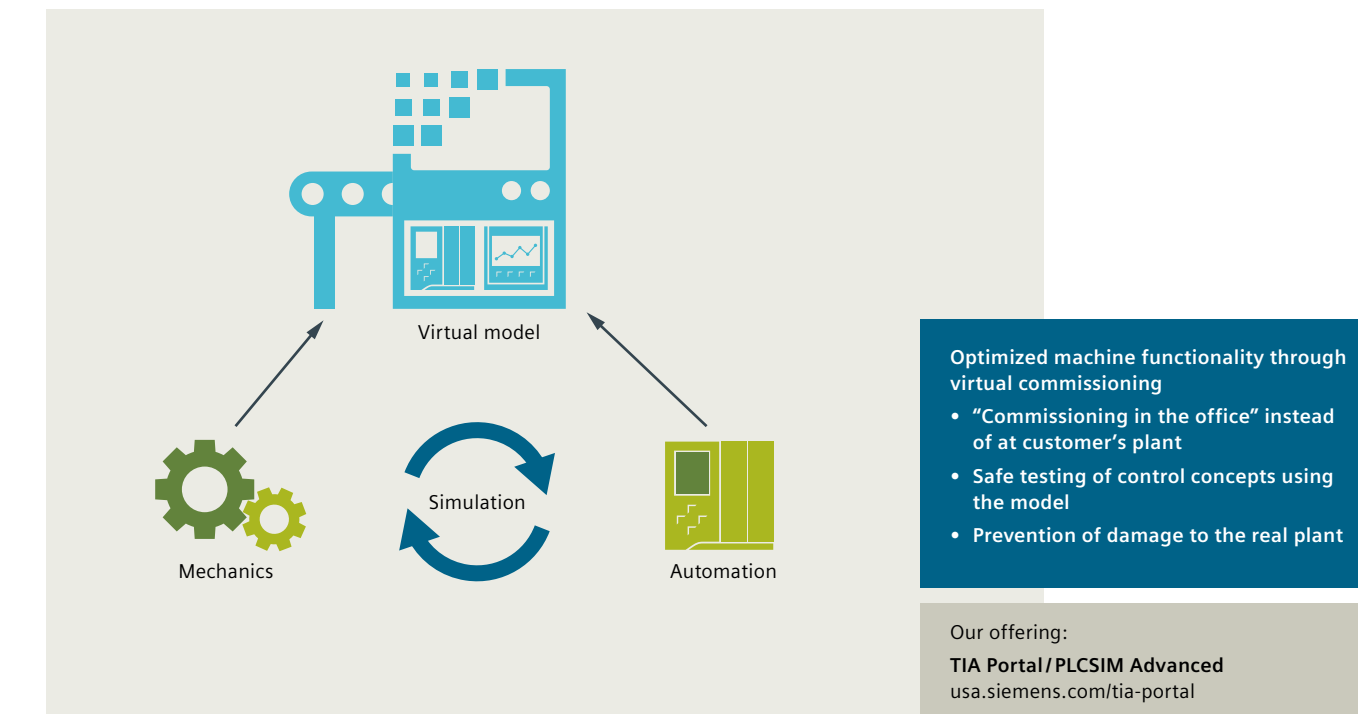 Virtual model
Simulation
Mechanics
Automation
Optimized machine functionality through
virtual commissioning
• “Commissioning in the office” instead
of at customer’s plant
• Safe testing of control concepts using
the model
• Prevention of damage to the real plant
Our offering:
TIA Portal/PLCSIM Advanced
usa.siemens.com/tia-portal